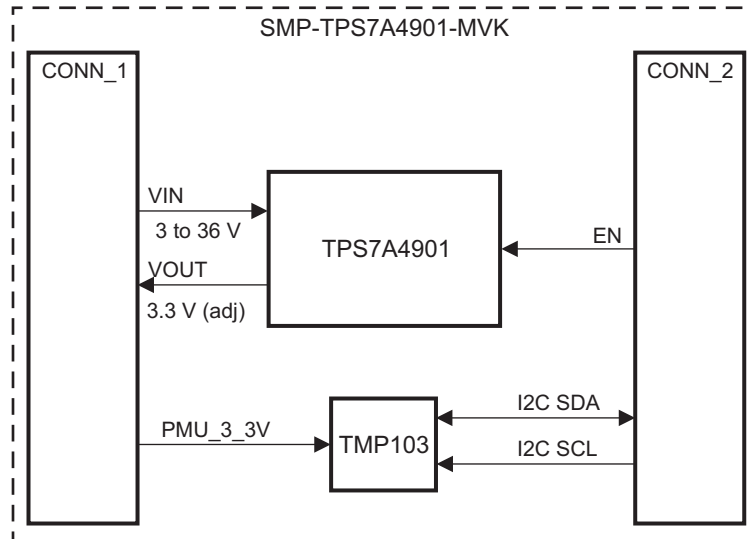 SMP-TPS7A4901-MVK
CONN_1
CONN_2
VIN
3 to 36 V
TPS7A4901
EN
VOUT
3.3 V (adj)
I2C SDA
PMU_3_3V
TMP103
I2C SCL